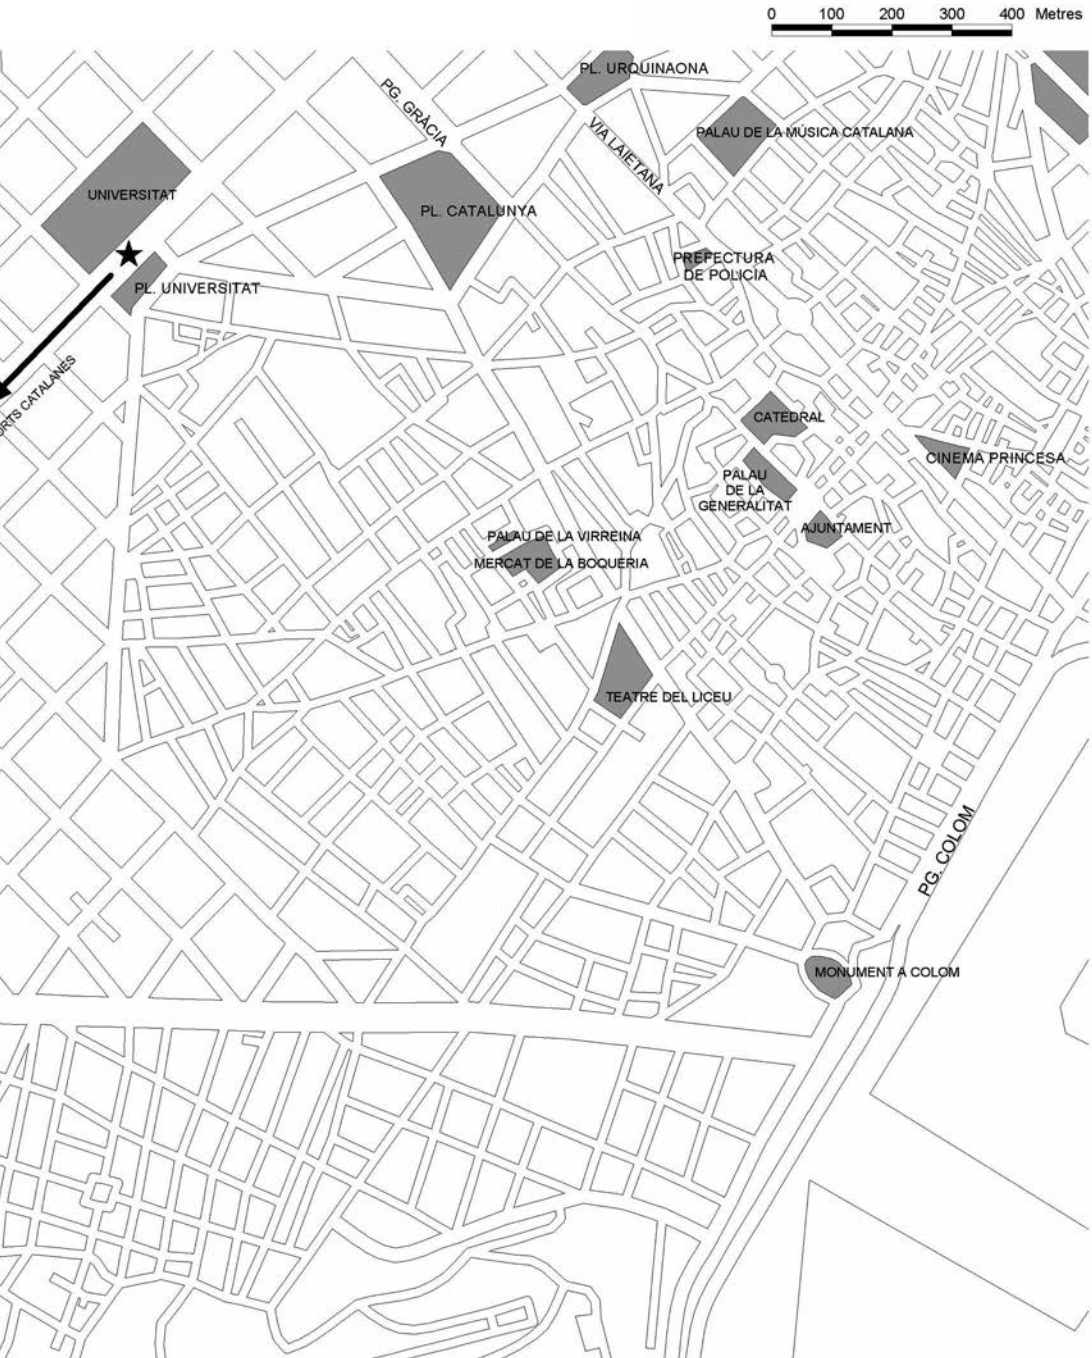 0 100 200 300 400 Metres
PL. URQUINAONA
PG. GRÀCIA
VIA LAIETANA
PALAU DE LA MÚSICA CATALANA
UNIVERSITAT
PL. CATALUNYA
PREFECTURA
DE POLICIA
PL. UNIVERSITAT
ORTS CATALANES
CATEDRAL
CINEMA PRINCESA
PALAU
DE LA
GENERALITAT
AJUNTAMENT
PALAU DE LA VIRREINA
MERCAT DE LA BOQUERIA
TEATRE DEL LICEU
PG. COLOM
MONUMENT A COLOM